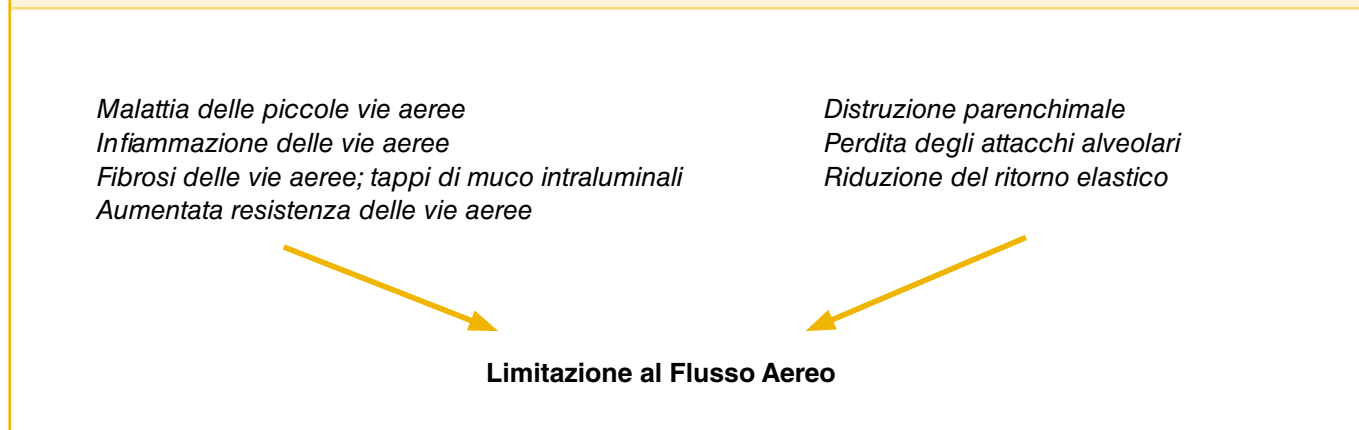 Malattia delle piccole vie aeree
Infiammazione delle vie aeree
Fibrosi delle vie aeree; tappi di muco intraluminali
Aumentata resistenza delle vie aeree
Distruzione parenchimale
Perdita degli attacchi alveolari
Riduzione del ritorno elastico
Limitazione al Flusso Aereo